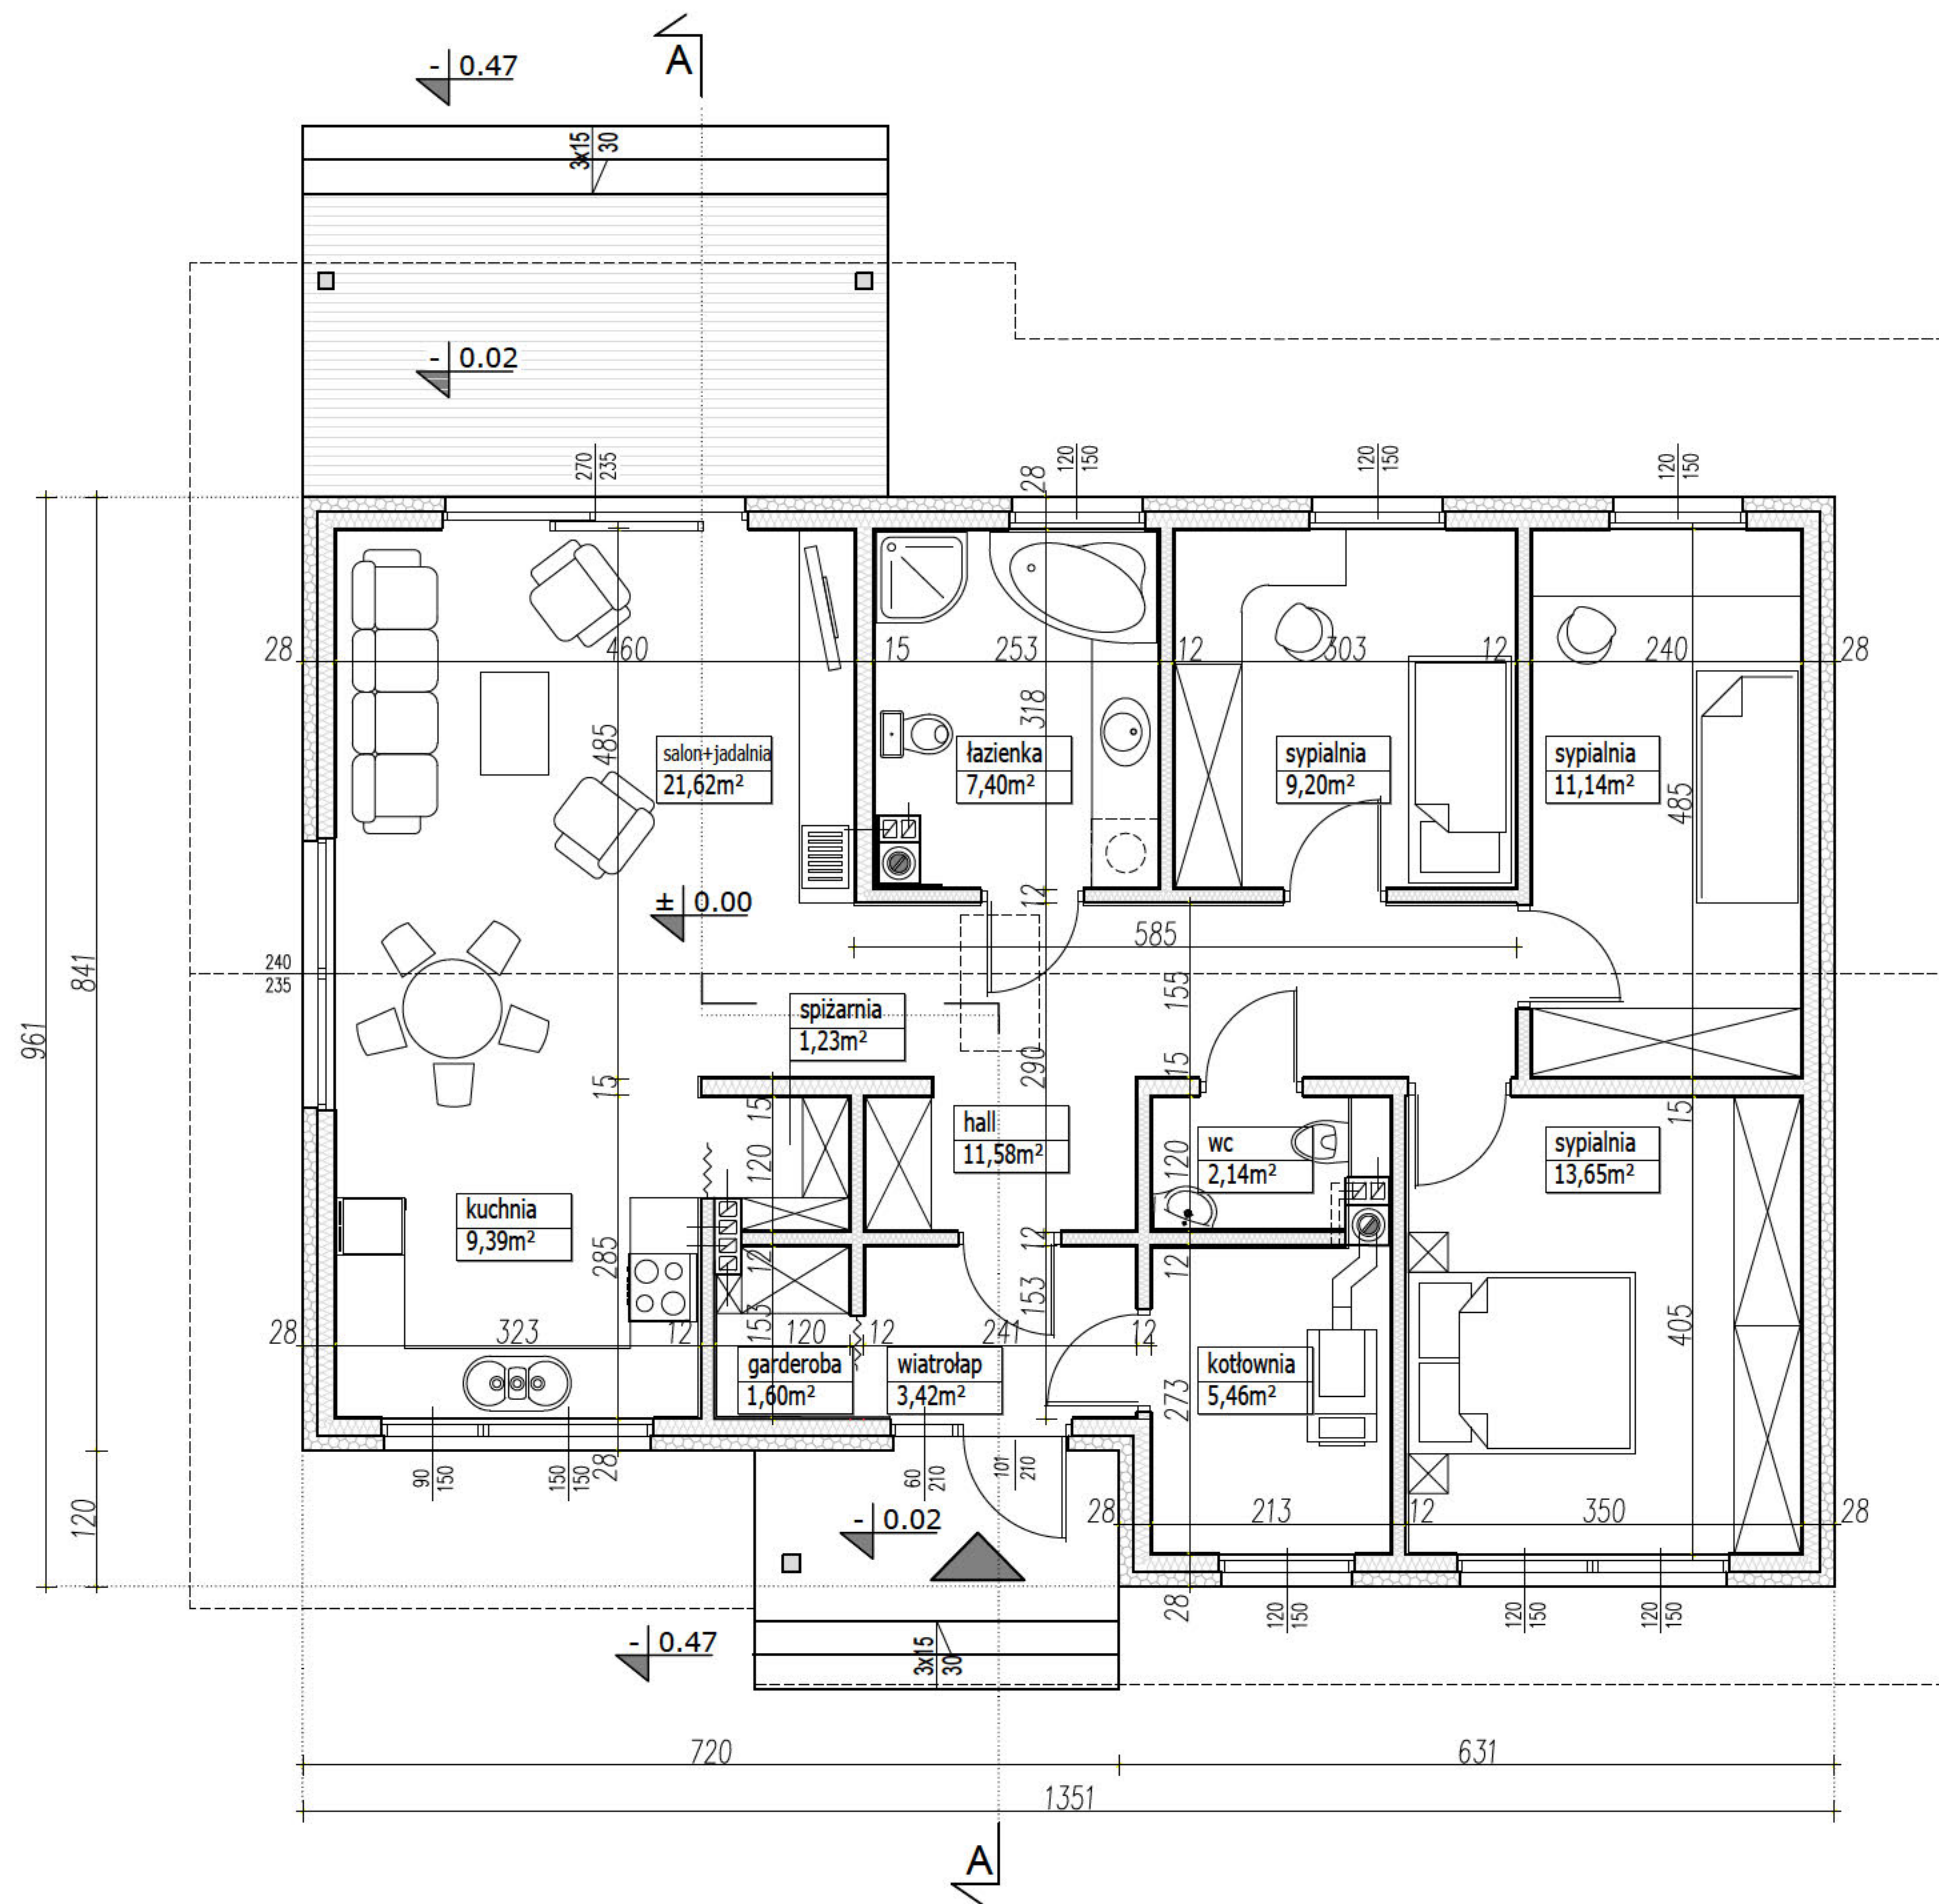 A
- 0.47
3x15
30
- 0.02
270
235
28
120
150
120
150
120
150
28
460
15
253
12
303
12
240
28
485
318
485
salon+jadalnia
21,62m²
łazienka
7,40m²
sypialnia
9,20m²
sypialnia
11,14m²
± 0.00
12
585
240
235
841
961
155
spiżarnia
1,23m²
290
15
15
15
15
hall
11,58m²
120
120
wc
2,14m²
sypialnia
13,65m²
kuchnia
9,39m²
285
12
12
12
153
153
405
28
323
12
120
12
241
12
garderoba
1,60m²
wiatrołap
3,42m²
kotłownia
5,46m²
273
90
150
150
150
28
60
210
101
210
120
- 0.02
28
213
12
350
28
28
120
150
120
150
120
150
- 0.47
3x15
30
720
631
1351
A